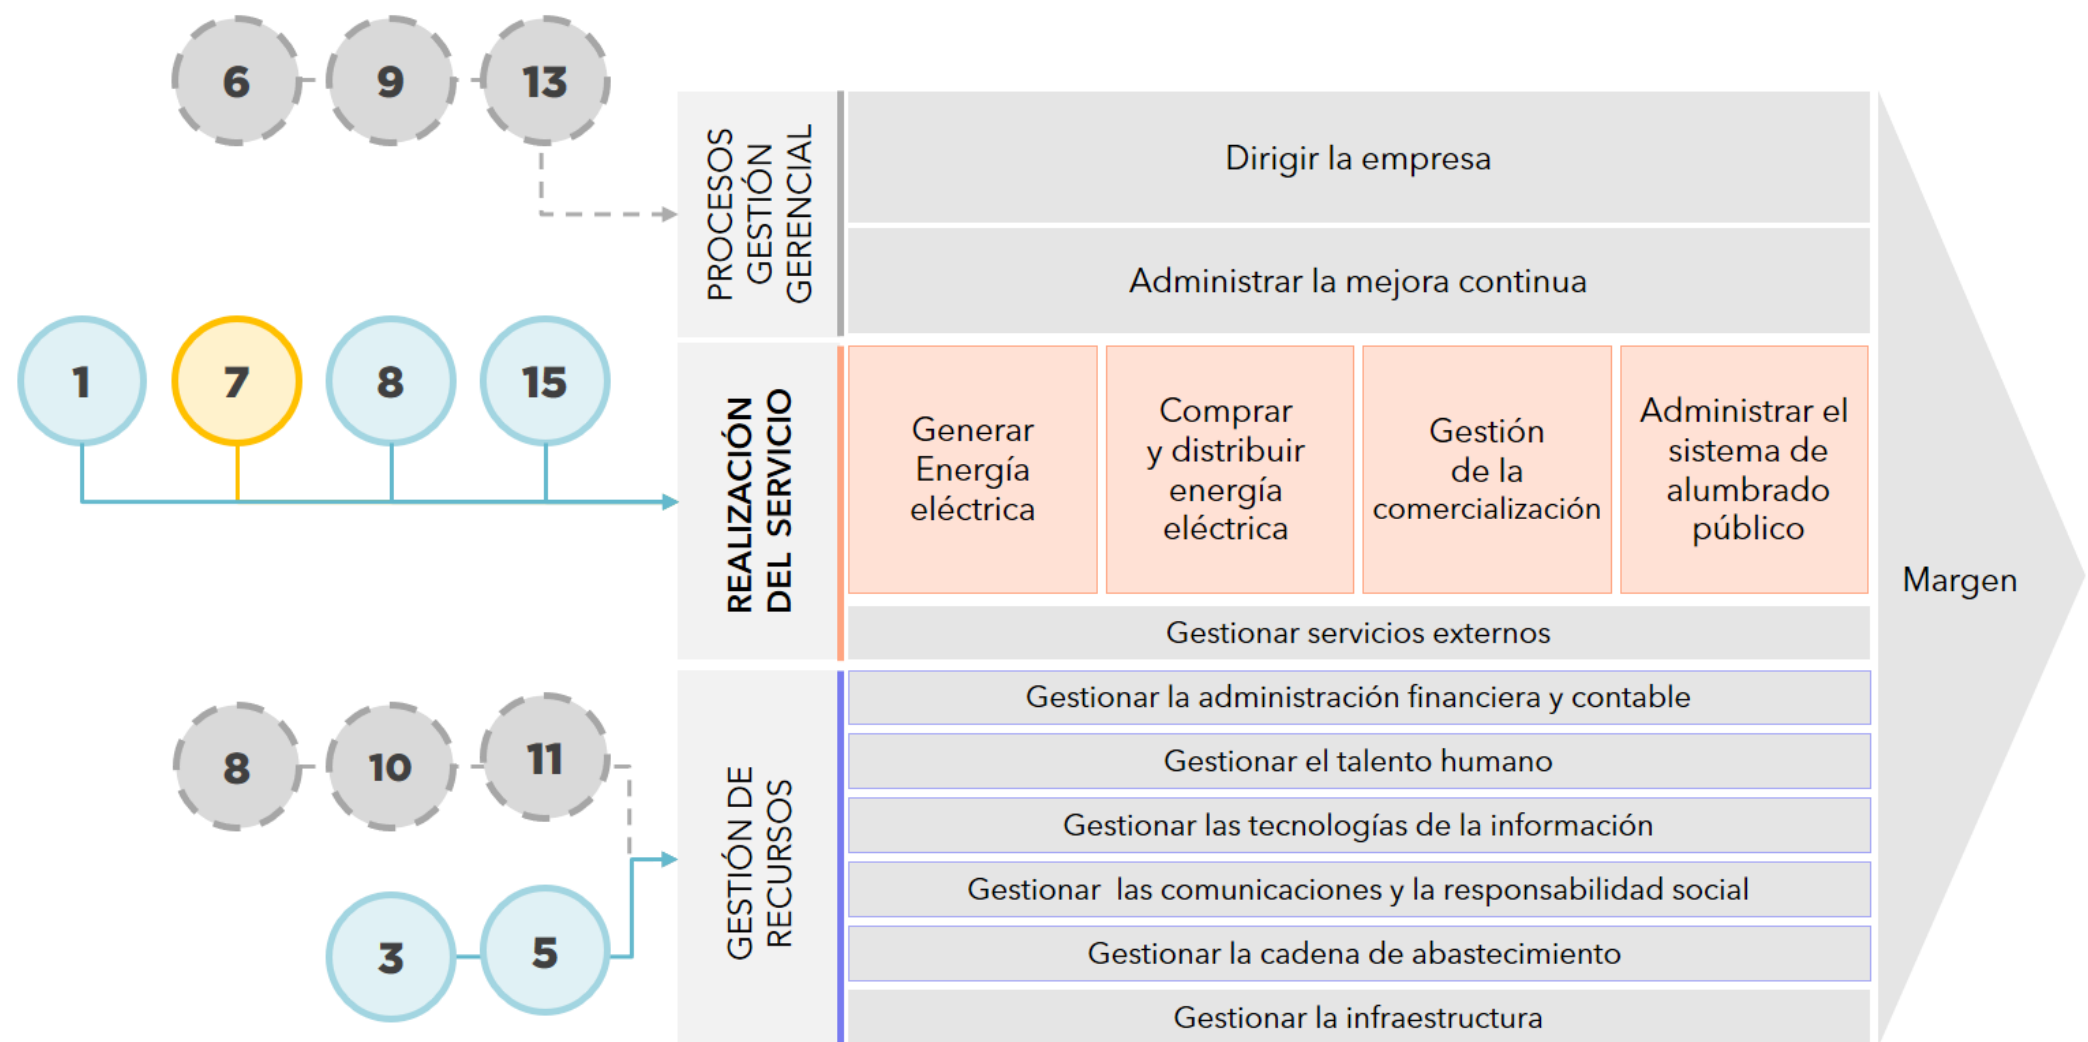 6
9
13
PROCESOS
GESTIÓN
GERENCIAL
Dirigir la empresa
Administrar la mejora continua
1
7
8
15
REALIZACIÓN
DEL SERVICIO
Generar
Energía
eléctrica
Comprar
y distribuir
energía
eléctrica
Gestión
de la
comercialización
Administrar el
sistema de
alumbrado
público
Gestionar servicios externos
Margen
8
10
11
3
5
GESTIÓN DE
RECURSOS
Gestionar la administración financiera y contable
Gestionar el talento humano
Gestionar las tecnologías de la información
Gestionar  las comunicaciones y la responsabilidad social
Gestionar la cadena de abastecimiento
Gestionar la infraestructura